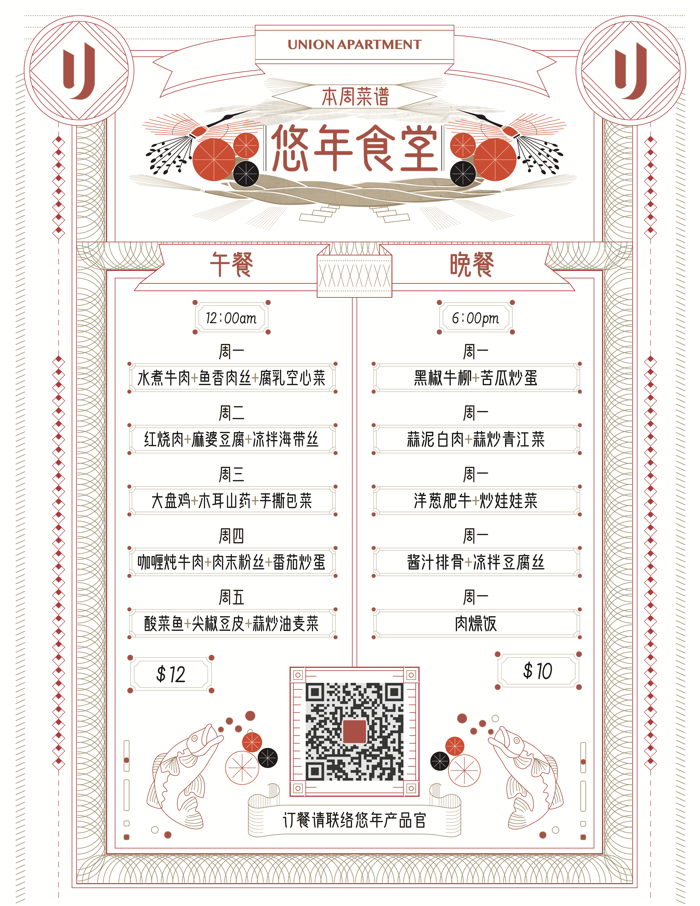 UNION APARTMENT
本周菜谱
悠年食堂
午餐
12:00am
周一
水煮牛肉+鱼香肉丝+腐乳空心菜
周二
红烧肉+麻婆豆腐+凉拌海带丝
周三
大盘鸡+木耳山药+手撕包菜
周四
咖喱炖牛肉+肉末粉丝+番茄炒蛋
周五
酸菜鱼+尖椒豆皮+蒜炒油麦菜
$12
晚餐
6:00pm
周一
黑椒牛柳+苦瓜炒蛋
周一
蒜泥白肉+蒜炒青江菜
周一
洋葱肥牛+炒娃娃菜
周一
酱汁排骨+凉拌豆腐丝
周一
肉燥饭
$10
订餐请联络悠年产品官